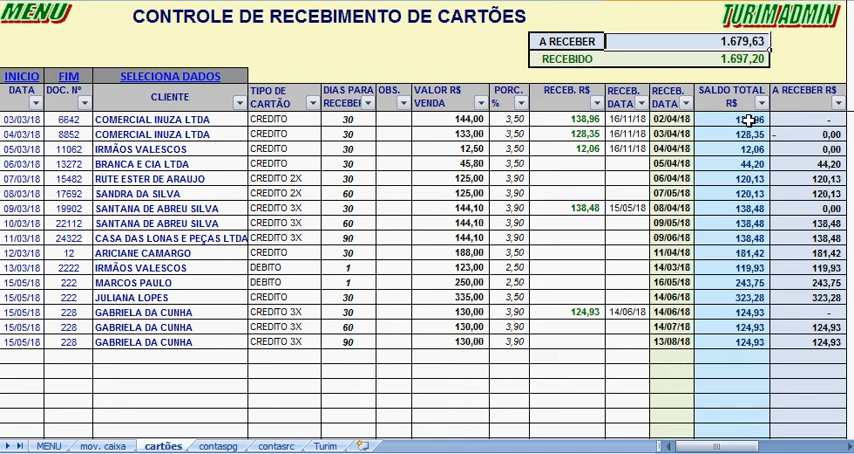 MENU
CONTROLE DE RECEBIMENTO DE CARTÕES
TURIM ADMIN
A RECEBER 1.679,63
RECEBIDO 1.697,20
INICIO FIM SELECIONA DADOS
DATA DOC. Nº CLIENTE TIPO DE CARTÃO DIAS PARA RECEBER OBS. VALOR R$ VENDA PORC. % RECEB. R$ RECEB. DATA RECEB. DATA SALDO TOTAL R$ A RECEBER R$
03/03/18 6642 COMERCIAL INUZA LTDA CREDITO 30 144,00 3,50 138,96 16/11/18 02/04/18 -
04/03/18 8852 COMERCIAL INUZA LTDA CREDITO 30 133,00 3,50 128,35 16/11/18 03/04/18 128,35 - 0,00
05/03/18 11062 IRMÃOS VALESCOS CREDITO 30 12,50 3,50 12,06 16/11/18 04/04/18 12,06 0,00
06/03/18 13272 BRANCA E CIA LTDA CREDITO 30 45,80 3,50 05/04/18 44,20 44,20
07/03/18 15482 RUTE ESTER DE ARAUJO CREDITO 2X 30 125,00 3,90 06/04/18 120,13 120,13
08/03/18 17692 SANDRA DA SILVA CREDITO 2X 60 125,00 3,90 07/05/18 120,13 120,13
09/03/18 19902 SANTANA DE ABREU SILVA CREDITO 3X 30 144,10 3,90 138,48 15/05/18 08/04/18 138,48 0,00
10/03/18 22112 SANTANA DE ABREU SILVA CREDITO 3X 60 144,10 3,90 09/05/18 138,48 138,48
11/03/18 24322 CASA DAS LONAS E PEÇAS LTDA CREDITO 3X 90 144,10 3,90 09/06/18 138,48 138,48
12/03/18 12 ARICIANE CAMARGO CREDITO 30 188,00 3,50 11/04/18 181,42 181,42
13/03/18 2222 IRMÃOS VALESCOS DEBITO 1 123,00 2,50 14/03/18 119,93 119,93
15/05/18 222 MARCOS PAULO DEBITO 1 250,00 2,50 16/05/18 243,75 243,75
15/05/18 222 JULIANA LOPES CREDITO 30 335,00 3,50 14/06/18 323,28 323,28
15/05/18 228 GABRIELA DA CUNHA CREDITO 3X 30 130,00 3,90 124,93 14/06/18 14/06/18 124,93 -
15/05/18 228 GABRIELA DA CUNHA CREDITO 3X 60 130,00 3,90 14/07/18 124,93 124,93
15/05/18 228 GABRIELA DA CUNHA CREDITO 3X 90 130,00 3,90 13/08/18 124,93 124,93
MENU mov. caixa cartões contaspg contasrc Turim